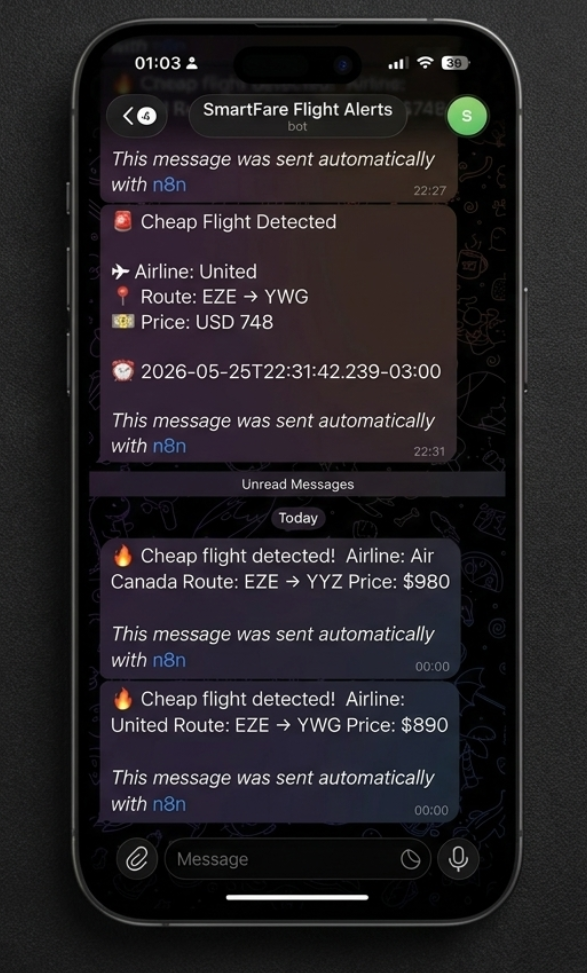 01:03
39
4
SmartFare Flight Alerts
bot
S
This message was sent automatically
with n8n
22:27
🚨 Cheap Flight Detected
✈ Airline: United
📍 Route: EZE → YWG
💵 Price: USD 748
⏰ 2026-05-25T22:31:42.239-03:00
This message was sent automatically
with n8n
22:31
Unread Messages
Today
🔥 Cheap flight detected!  Airline: Air
Canada Route: EZE → YYZ Price: $980
This message was sent automatically
with n8n
00:00
🔥 Cheap flight detected!  Airline:
United Route: EZE → YWG Price: $890
This message was sent automatically
with n8n
00:00
Message